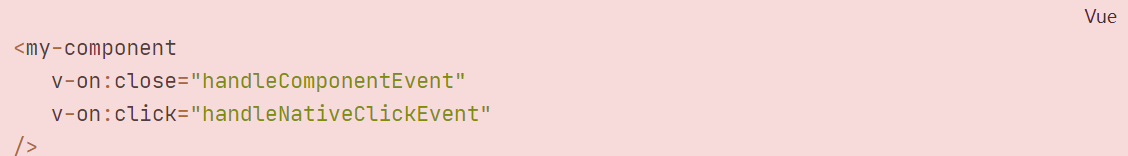 Vue
<my-component
   v-on:close="handleComponentEvent"
   v-on:click="handleNativeClickEvent"
/>